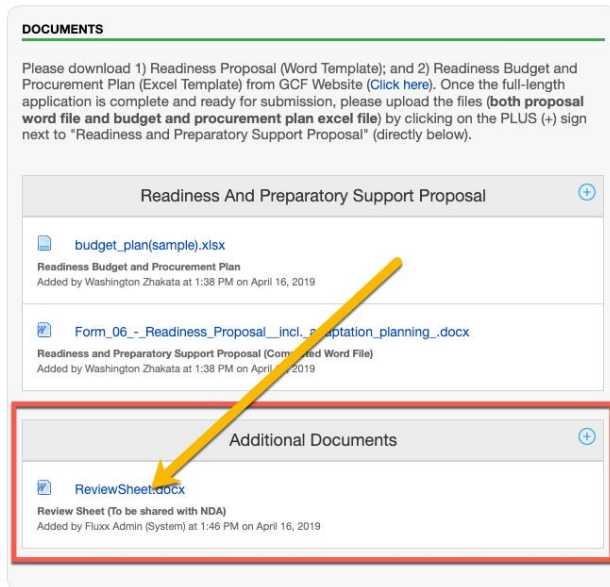 DOCUMENTS
Please download 1) Readiness Proposal (Word Template); and 2) Readiness Budget and
Procurement Plan (Excel Template) from GCF Website (Click here). Once the full-length
application is complete and ready for submission, please upload the files (both proposal
word file and budget and procurement plan excel file) by clicking on the PLUS (+) sign
next to "Readiness and Preparatory Support Proposal" (directly below).
Readiness And Preparatory Support Proposal
budget_plan(sample).xlsx
Readiness Budget and Procurement Plan
Added by Washington Zhakata at 1:38 PM on April 16, 2019
Form_06_-_Readiness_Proposal__incl._adaptation_planning_.docx
Readiness and Preparatory Support Proposal (Completed Word File)
Added by Washington Zhakata at 1:38 PM on April 2019
Additional Documents
ReviewSheet.docx
Review Sheet (To be shared with NDA)
Added by Fluxx Admin (System) at 1:46 PM on April 16, 2019